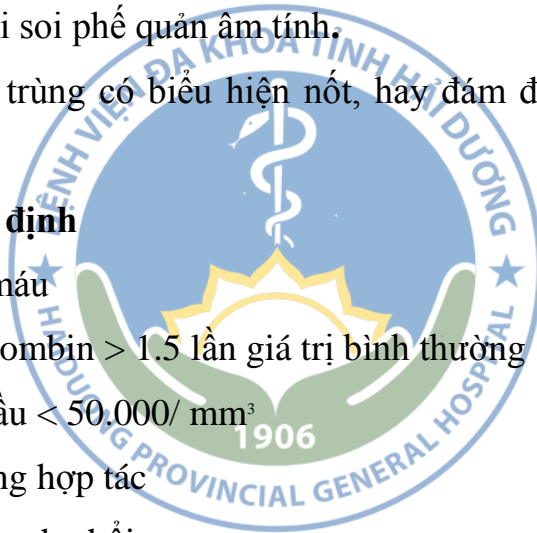 i soi phế quản âm tính.
trùng có biểu hiện nốt, hay đám đ
định
máu
ombin > 1.5 lần giá trị bình thường
ầu < 50.000/ mm³
ng hợp tác
BỆNH VIỆN ĐA KHOA TỈNH HẢI DƯƠNG
1906
HAI DUONG PROVINCIAL GENERAL HOSPITAL